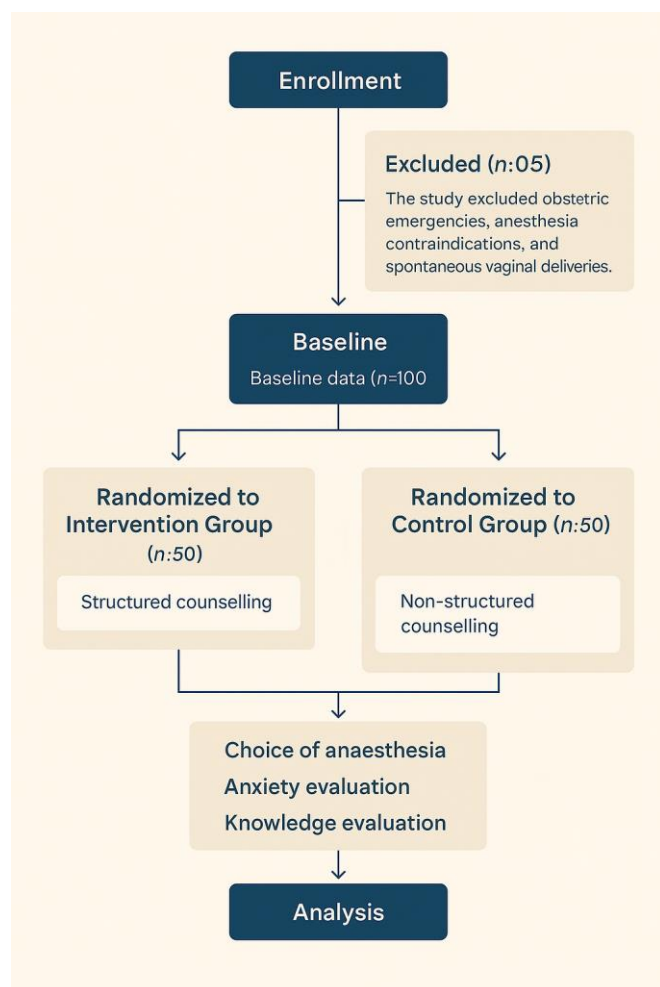 Enrollment
Excluded (n:05)
The study excluded obstetric
emergencies, anesthesia
contraindications, and
spontaneous vaginal deliveries.
Baseline
Baseline data (n=100
Randomized to
Intervention Group
(n:50)
Structured counselling
Randomized to
Control Group (n:50)
Non-structured
counselling
Choice of anaesthesia
Anxiety evaluation
Knowledge evaluation
Analysis